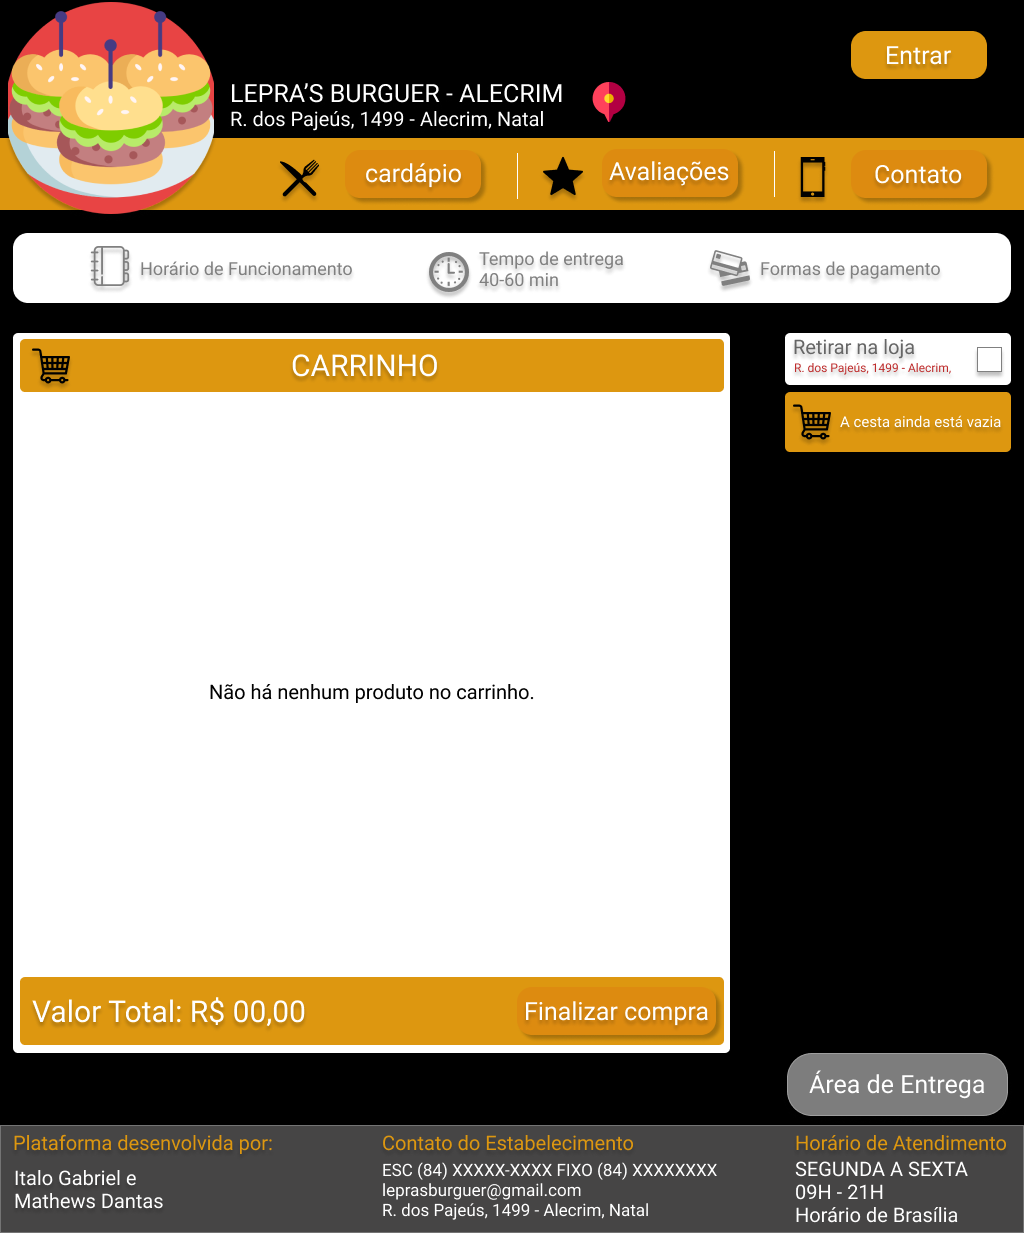 Entrar
LEPRA’S BURGUER - ALECRIM
R. dos Pajeús, 1499 - Alecrim, Natal
cardápio
Avaliações
Contato
Horário de Funcionamento
Tempo de entrega
40-60 min
Formas de pagamento
CARRINHO
Retirar na loja
R. dos Pajeús, 1499 - Alecrim,
A cesta ainda está vazia
Não há nenhum produto no carrinho.
Valor Total: R$ 00,00
Finalizar compra
Área de Entrega
Plataforma desenvolvida por:
Italo Gabriel e
Mathews Dantas
Contato do Estabelecimento
ESC (84) XXXXX-XXXX FIXO (84) XXXXXXXX
leprasburguer@gmail.com
R. dos Pajeús, 1499 - Alecrim, Natal
Horário de Atendimento
SEGUNDA A SEXTA
09H - 21H
Horário de Brasília